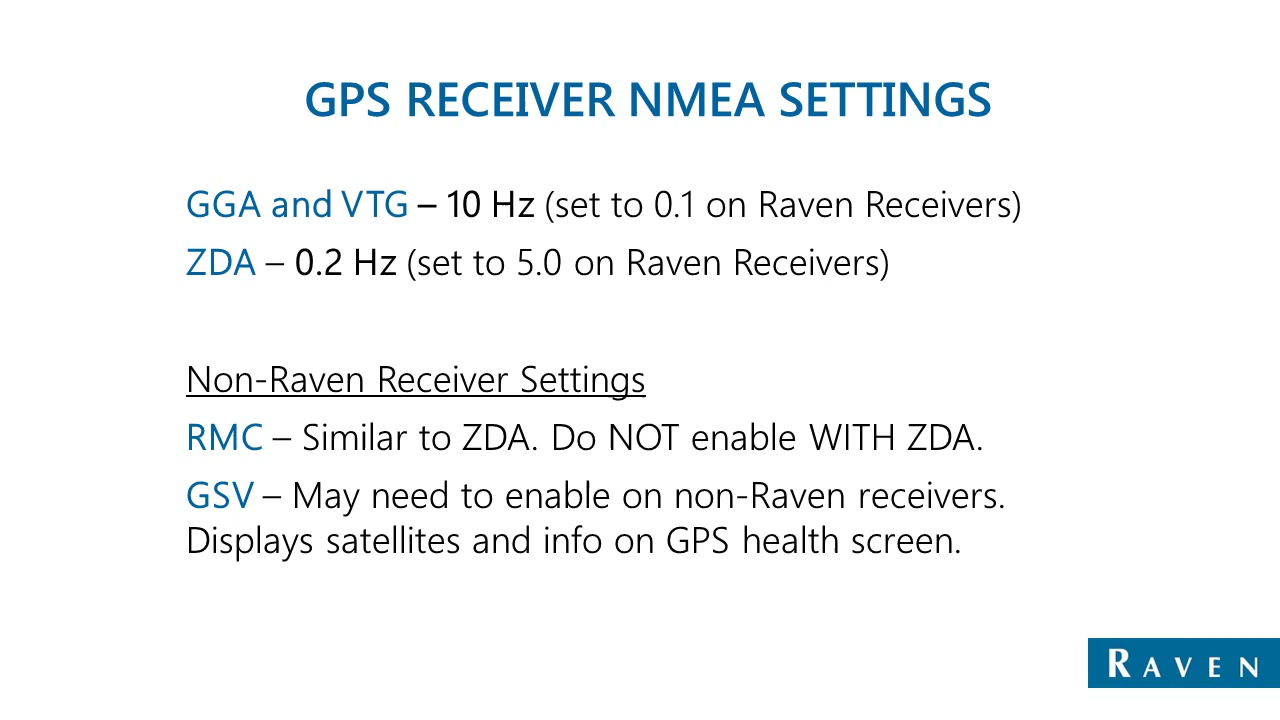 GPS RECEIVER NMEA SETTINGS
GGA and VTG – 10 Hz (set to 0.1 on Raven Receivers)
ZDA – 0.2 Hz (set to 5.0 on Raven Receivers)
Non-Raven Receiver Settings
RMC – Similar to ZDA. Do NOT enable WITH ZDA.
GSV – May need to enable on non-Raven receivers.
Displays satellites and info on GPS health screen.
RAVEN